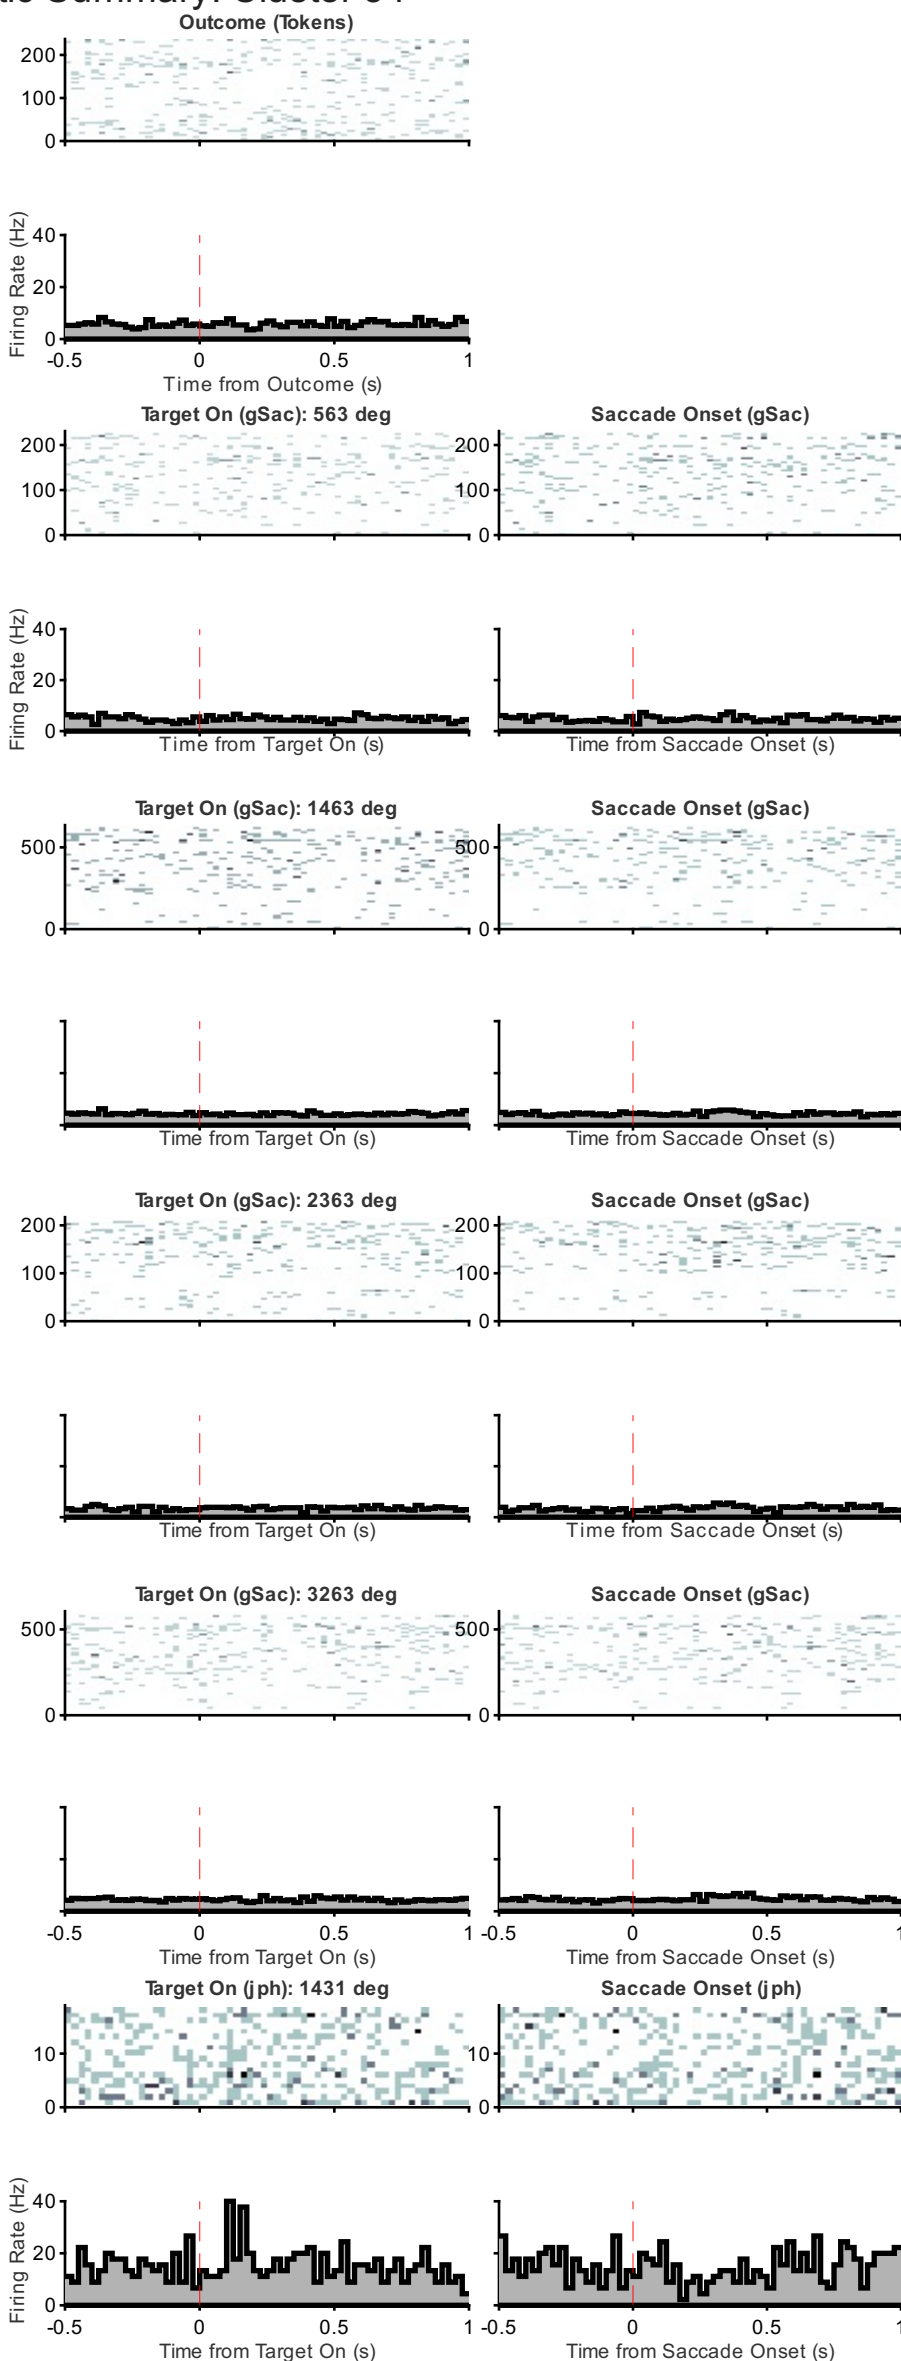 Summary: Cluster
Outcome (Tokens)
200
100
0
Firing Rate (Hz)
40
20
0
-0.5 0 0.5 1
Time from Outcome (s)
Target On (gSac): 563 deg Saccade Onset (gSac)
200 200
100 100
0 0
Firing Rate (Hz)
40
20
0
Time from Target On (s) Time from Saccade Onset (s)
Target On (gSac): 1463 deg Saccade Onset (gSac)
500 500
0 0
Time from Target On (s) Time from Saccade Onset (s)
Target On (gSac): 2363 deg Saccade Onset (gSac)
200 200
100 100
0 0
Time from Target On (s) Time from Saccade Onset (s)
Target On (gSac): 3263 deg Saccade Onset (gSac)
500 500
0 0
-0.5 0 0.5 1 -0.5 0 0.5 1
Time from Target On (s) Time from Saccade Onset (s)
Target On (jph): 1431 deg Saccade Onset (jph)
10 10
0 0
Firing Rate (Hz)
40
20
0
-0.5 0 0.5 1 -0.5 0 0.5 1
Time from Target On (s) Time from Saccade Onset (s)